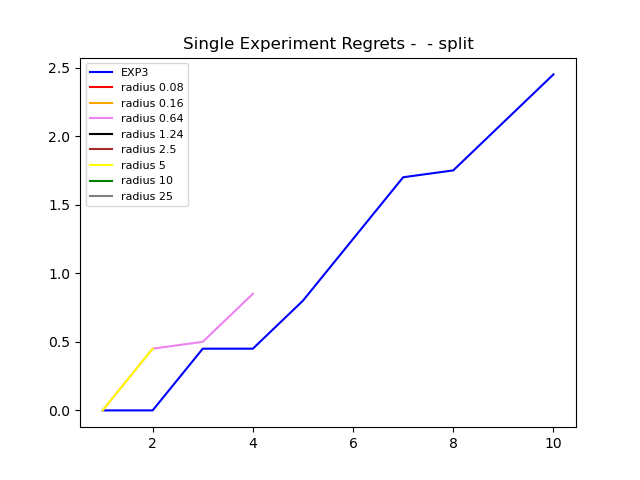 Single Experiment Regrets -  - split
EXP3
radius 0.08
radius 0.16
radius 0.64
radius 1.24
radius 2.5
radius 5
radius 10
radius 25
2.5
2.0
1.5
1.0
0.5
0.0
2 4 6 8 10